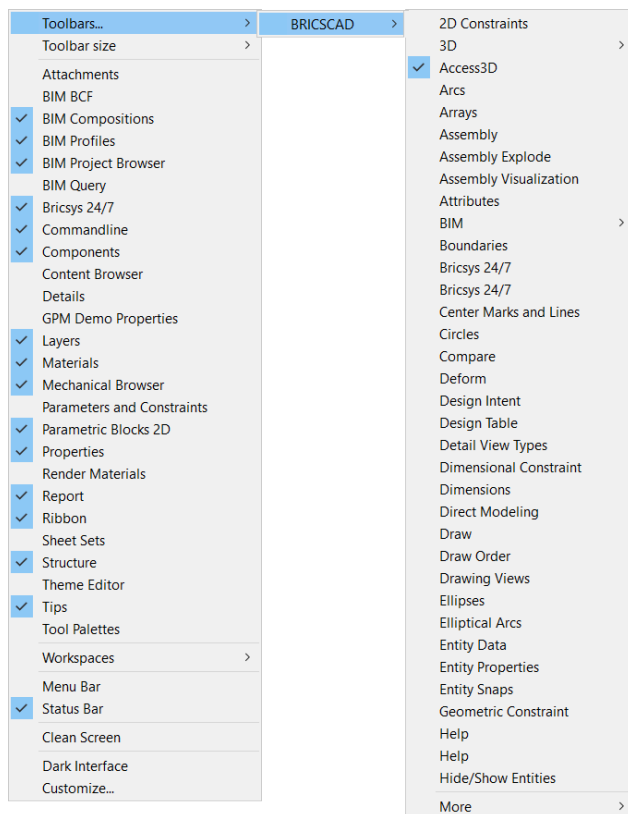 Toolbars...
Toolbar size
Attachments
BIM BCF
BIM Compositions
BIM Profiles
BIM Project Browser
BIM Query
Bricsys 24/7
Commandline
Components
Content Browser
Details
GPM Demo Properties
Layers
Materials
Mechanical Browser
Parameters and Constraints
Parametric Blocks 2D
Properties
Render Materials
Report
Ribbon
Sheet Sets
Structure
Theme Editor
Tips
Tool Palettes
Workspaces
Menu Bar
Status Bar
Clean Screen
Dark Interface
Customize...
BRICSCAD
2D Constraints
3D
Access3D
Arcs
Arrays
Assembly
Assembly Explode
Assembly Visualization
Attributes
BIM
Boundaries
Bricsys 24/7
Bricsys 24/7
Center Marks and Lines
Circles
Compare
Deform
Design Intent
Design Table
Detail View Types
Dimensional Constraint
Dimensions
Direct Modeling
Draw
Draw Order
Drawing Views
Ellipses
Elliptical Arcs
Entity Data
Entity Properties
Entity Snaps
Geometric Constraint
Help
Help
Hide/Show Entities
More